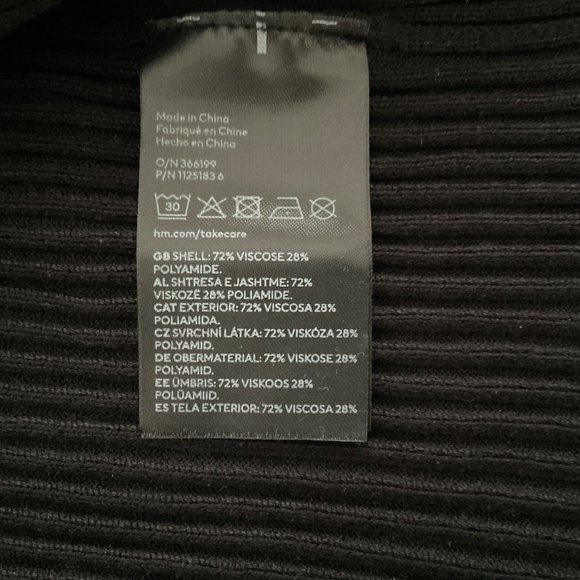 Made in China
Fabriqué en Chine
Hecho en China
O/N 366199
P/N 1125183 6
30
hm.com/takecare
GB SHELL: 72% VISCOSE 28%
POLYAMIDE.
AL SHTRESA E JASHTME: 72%
VISKOZË 28% POLIAMIDE.
CAT EXTERIOR: 72% VISCOSA 28%
POLIAMIDA.
CZ SVRCHNÍ LÁTKA: 72% VISKÓZA 28%
POLYAMID.
DE OBERMATERIAL: 72% VISKOSE 28%
POLYAMID.
EE ÜMBRIS: 72% VISKOOS 28%
POLÜAMIID.
ES TELA EXTERIOR: 72% VISCOSA 28%